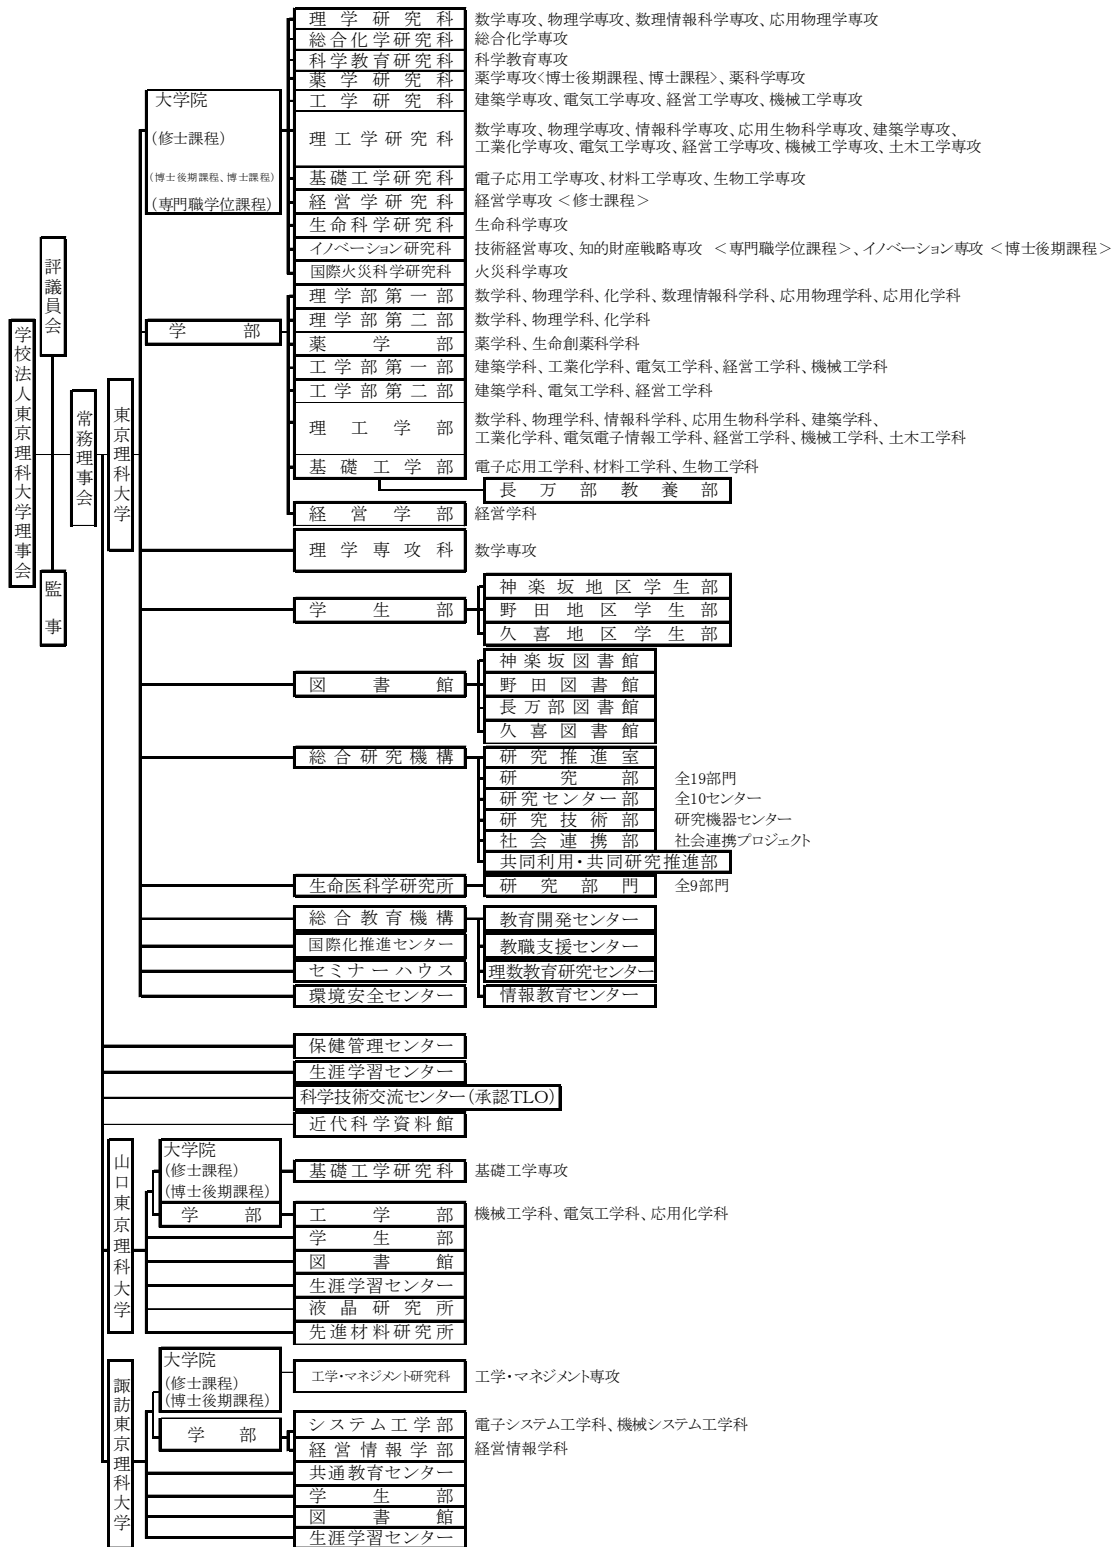 学校法人東京理科大学理事会
評議員会
監事
常務理事会
東京理科大学
大学院
(修士課程)
(博士後期課程、博士課程)
(専門職学位課程)
理学研究科 数学専攻、物理学専攻、数理情報科学専攻、応用物理学専攻
総合化学研究科 総合化学専攻
科学教育研究科 科学教育専攻
薬学研究科 薬学専攻<博士後期課程、博士課程>、薬科学専攻
工学研究科 建築学専攻、電気工学専攻、経営工学専攻、機械工学専攻
理工学研究科 数学専攻、物理学専攻、情報科学専攻、応用生物科学専攻、建築学専攻、
工業化学専攻、電気工学専攻、経営工学専攻、機械工学専攻、土木工学専攻
基礎工学研究科 電子応用工学専攻、材料工学専攻、生物工学専攻
経営学研究科 経営学専攻 <修士課程>
生命科学研究科 生命科学専攻
イノベーション研究科 技術経営専攻、知的財産戦略専攻 <専門職学位課程>、イノベーション専攻 <博士後期課程>
国際火災科学研究科 火災科学専攻
学部
理学部第一部 数学科、物理学科、化学科、数理情報科学科、応用物理学科、応用化学科
理学部第二部 数学科、物理学科、化学科
薬学部 薬学科、生命創薬科学科
工学部第一部 建築学科、工業化学科、電気工学科、経営工学科、機械工学科
工学部第二部 建築学科、電気工学科、経営工学科
理工学部 数学科、物理学科、情報科学科、応用生物科学科、建築学科、
工業化学科、電気電子情報工学科、経営工学科、機械工学科、土木工学科
基礎工学部 電子応用工学科、材料工学科、生物工学科
長万部教養部
経営学部 経営学科
理学専攻科 数学専攻
学生部
神楽坂地区学生部
野田地区学生部
久喜地区学生部
図書館
神楽坂図書館
野田図書館
長万部図書館
久喜図書館
総合研究機構
研究推進室
研究部 全19部門
研究センター部 全10センター
研究技術部 研究機器センター
社会連携部 社会連携プロジェクト
共同利用・共同研究推進部
生命医科学研究所 研究部門 全9部門
総合教育機構 教育開発センター
国際化推進センター 教職支援センター
セミナーハウス 理数教育研究センター
環境安全センター 情報教育センター
保健管理センター
生涯学習センター
科学技術交流センター(承認TLO)
近代科学資料館
山口東京理科大学
大学院
(修士課程)
(博士後期課程)
基礎工学研究科 基礎工学専攻
学部
工学部 機械工学科、電気工学科、応用化学科
学生部
図書館
生涯学習センター
液晶研究所
先進材料研究所
諏訪東京理科大学
大学院
(修士課程)
(博士後期課程)
工学・マネジメント研究科 工学・マネジメント専攻
学部
システム工学部 電子システム工学科、機械システム工学科
経営情報学部 経営情報学科
共通教育センター
学生部
図書館
生涯学習センター